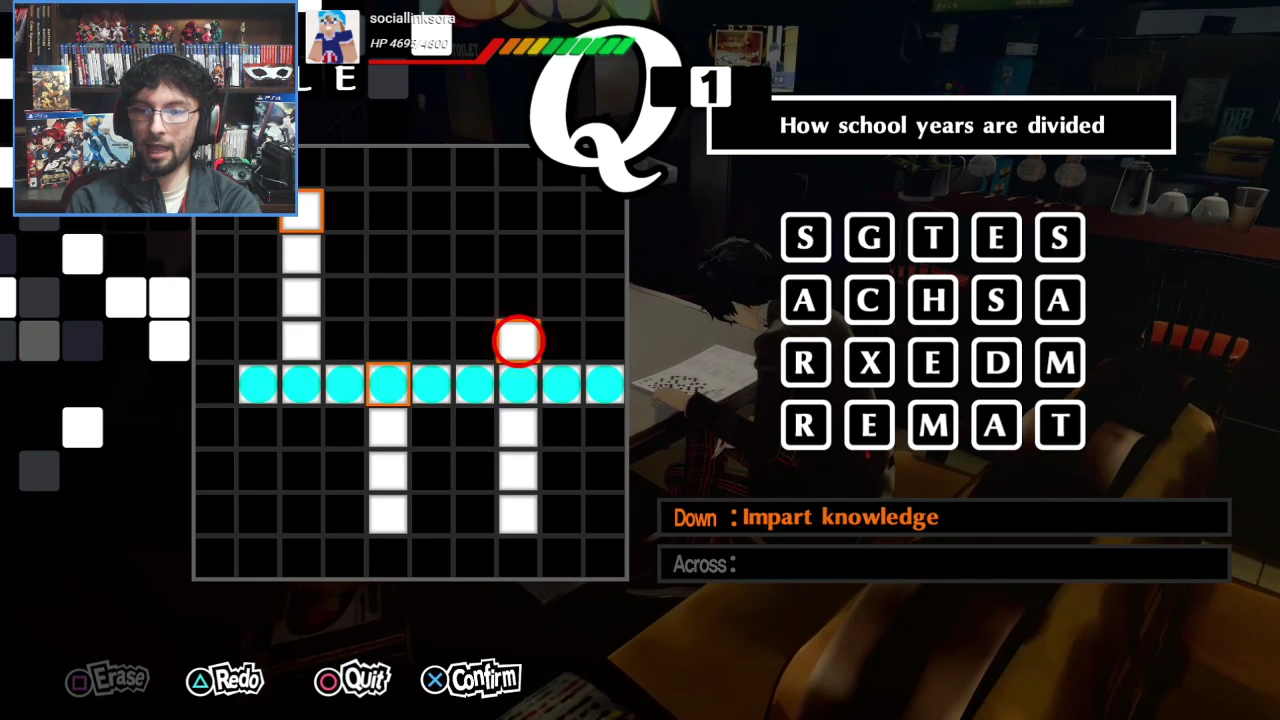 sociallinksora
HP 4695/4800
L E
Q
1
How school years are divided
S G T E S
A C H S A
R X E D M
R E M A T
Down : Impart knowledge
Across :
Erase
Redo
Quit
Confirm